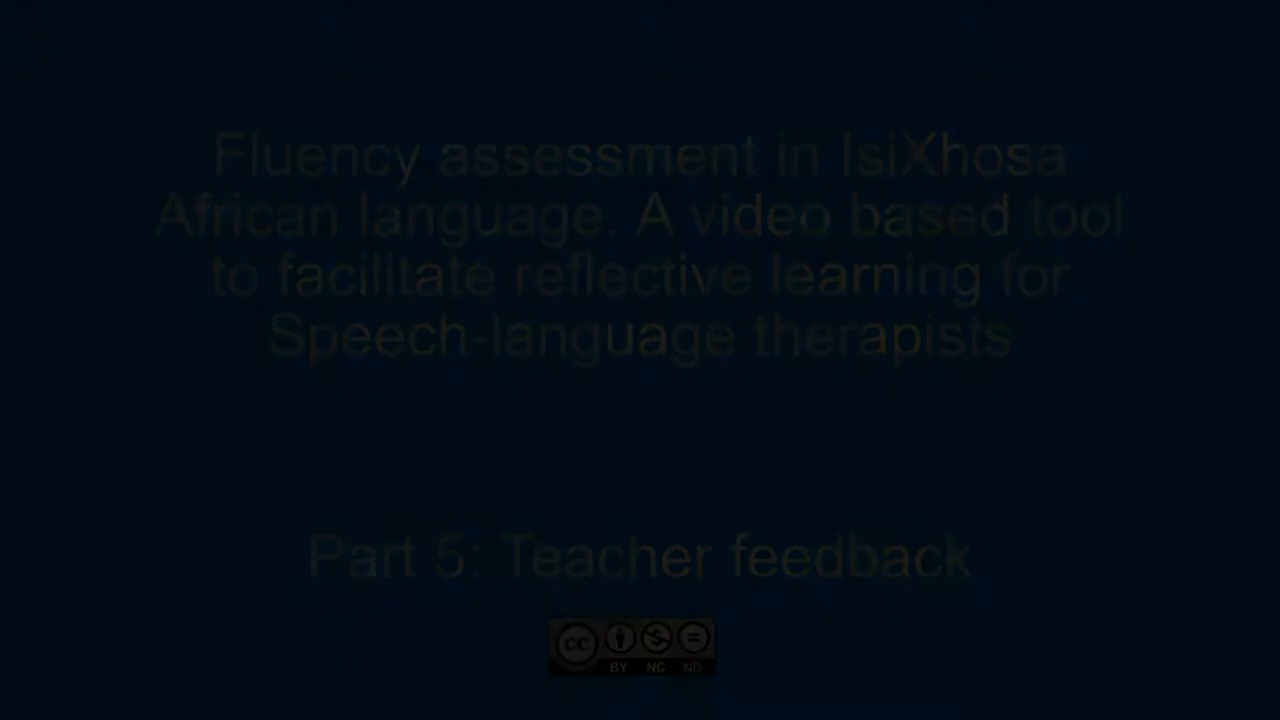 Fluency assessment in IsiXhosa
African language. A video based tool
to facilitate reflective learning for
Speech-language therapists
Part 5: Teacher feedback
CC
BY NC ND